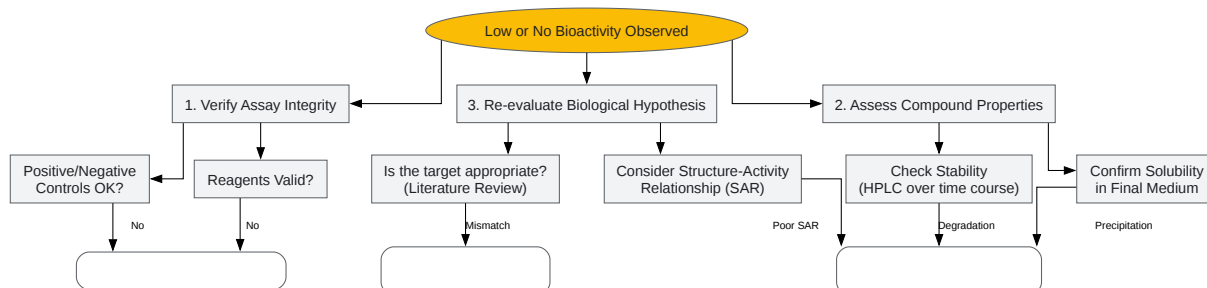 Low or No Bioactivity Observed
1. Verify Assay Integrity
3. Re-evaluate Biological Hypothesis
2. Assess Compound Properties
Positive/Negative
Controls OK?
Reagents Valid?
Is the target appropriate?
(Literature Review)
Consider Structure-Activity
Relationship (SAR)
Check Stability
(HPLC over time course)
Confirm Solubility
in Final Medium
No
No
Mismatch
Poor SAR
Degradation
Precipitation